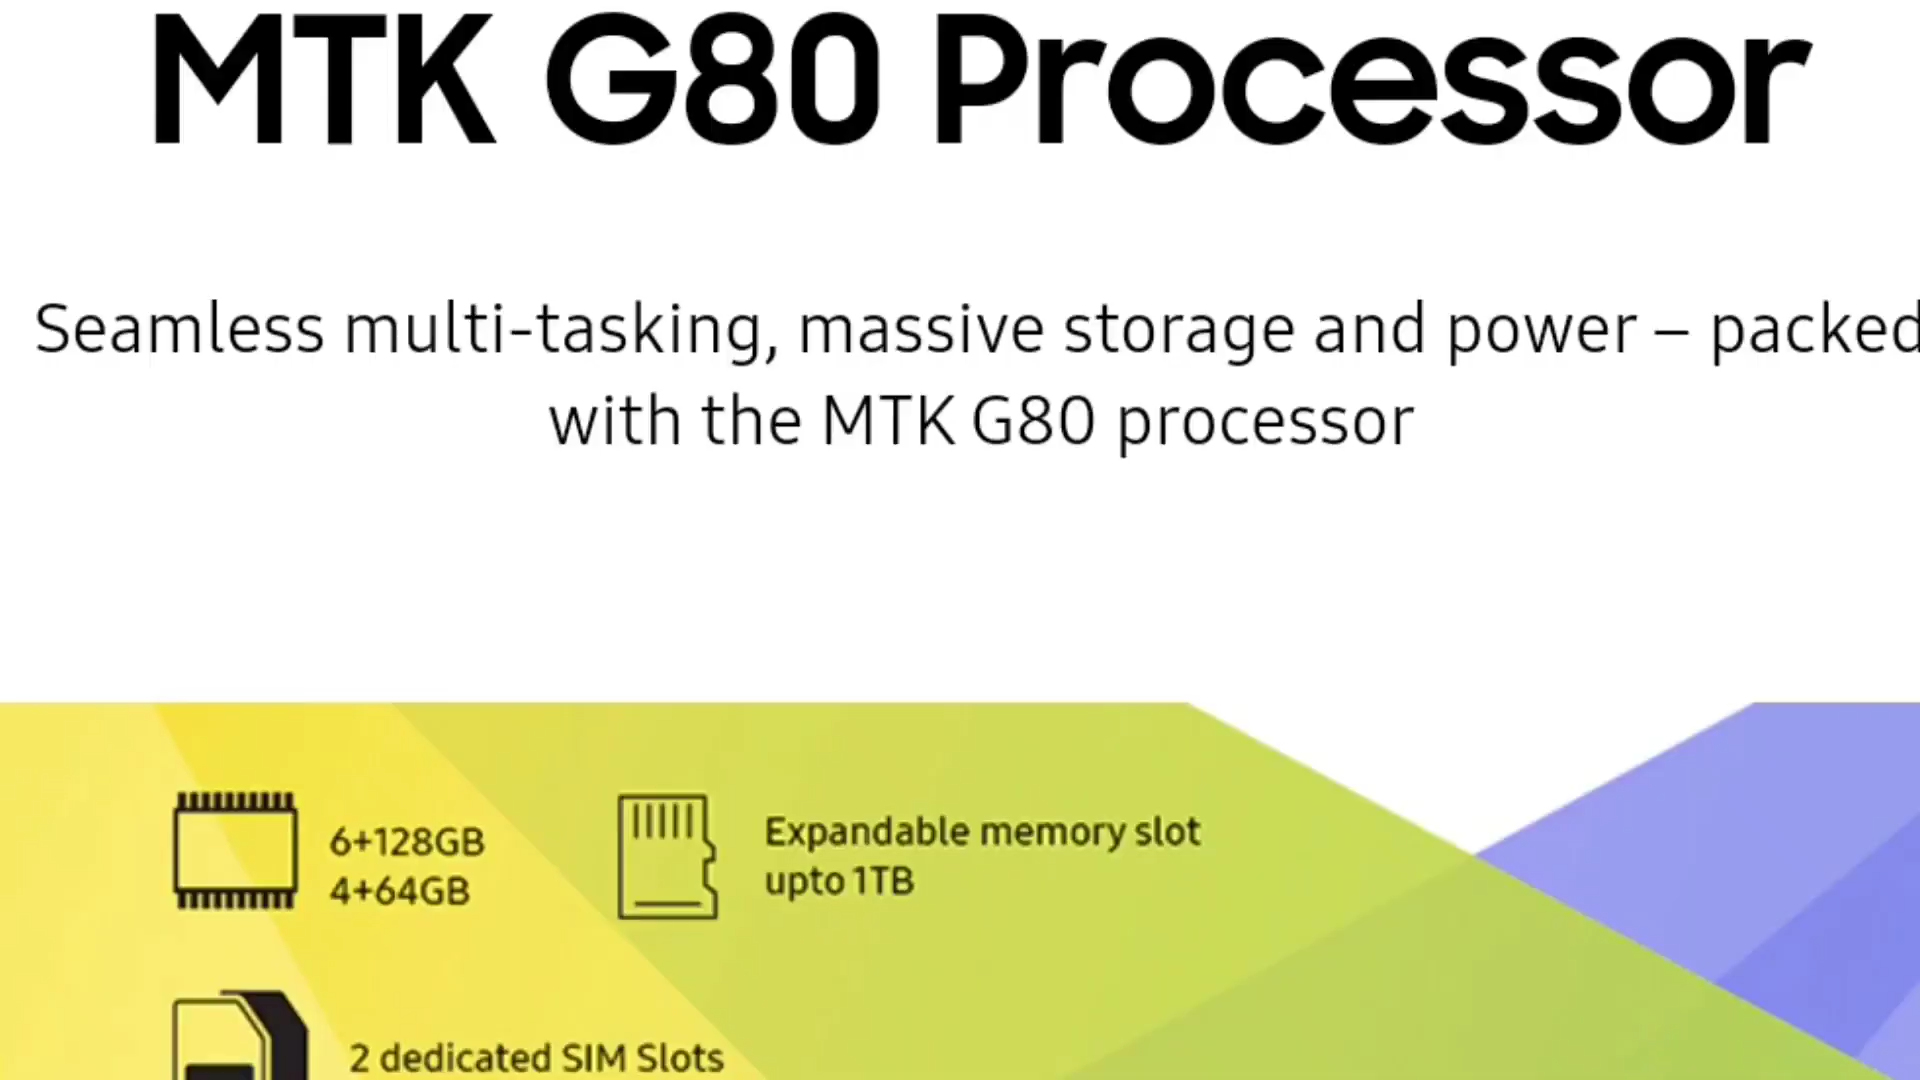 MTK G80 Processor
Seamless multi-tasking, massive storage and power – packed
with the MTK G80 processor
6+128GB
4+64GB
Expandable memory slot
upto 1TB
2 dedicated SIM Slots